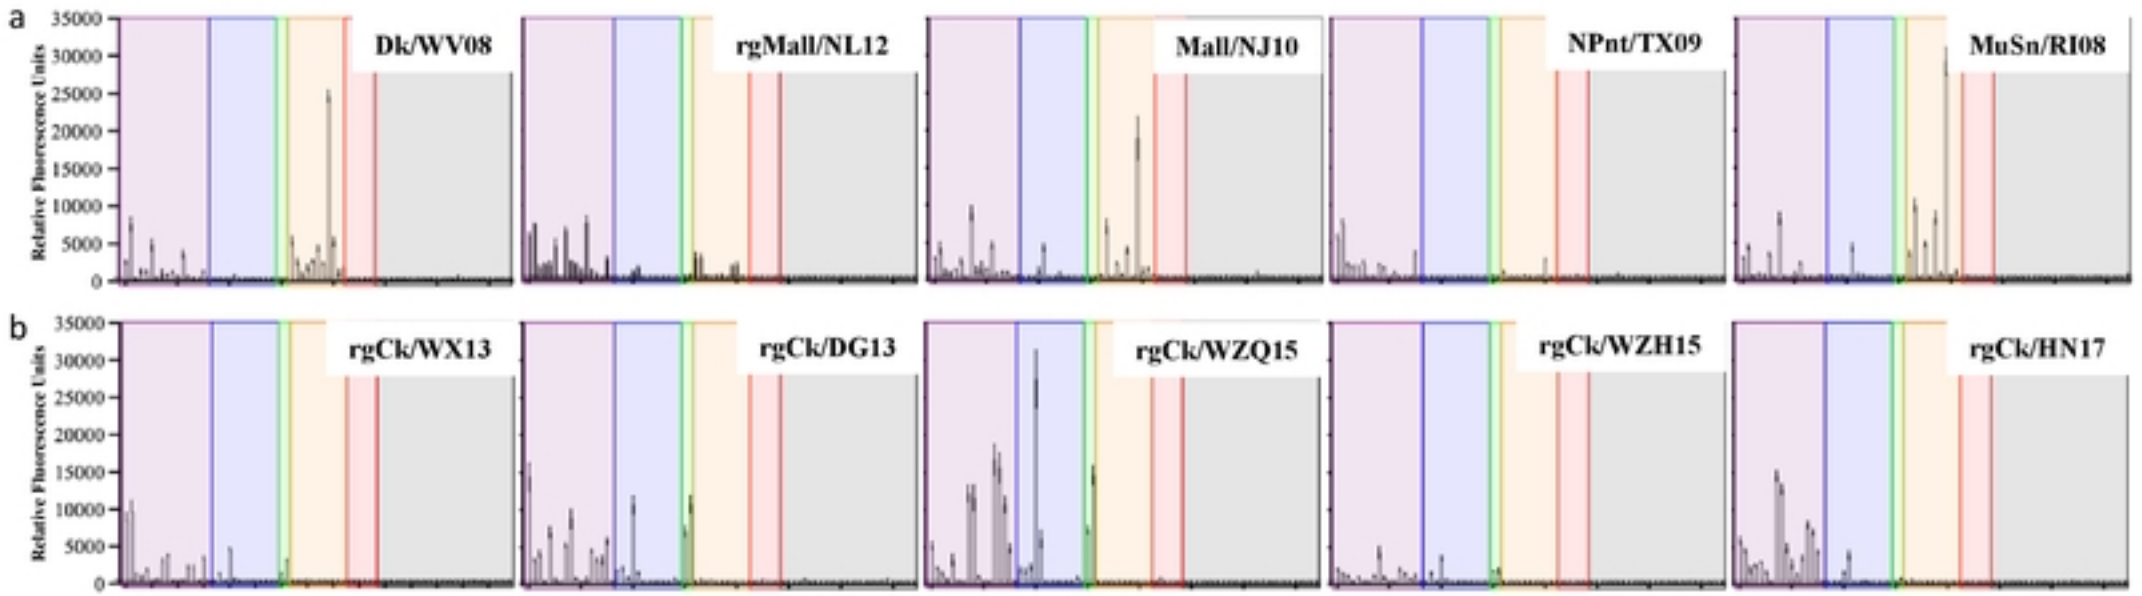 a
Relative Fluorescence Units
35000
30000
25000
20000
15000
10000
5000
0
Dk/WV08
rgMall/NL12
Mall/NJ10
NPnt/TX09
MuSn/RI08
b
Relative Fluorescence Units
35000
30000
25000
20000
15000
10000
5000
0
rgCk/WX13
rgCk/DG13
rgCk/WZQ15
rgCk/WZH15
rgCk/HN17